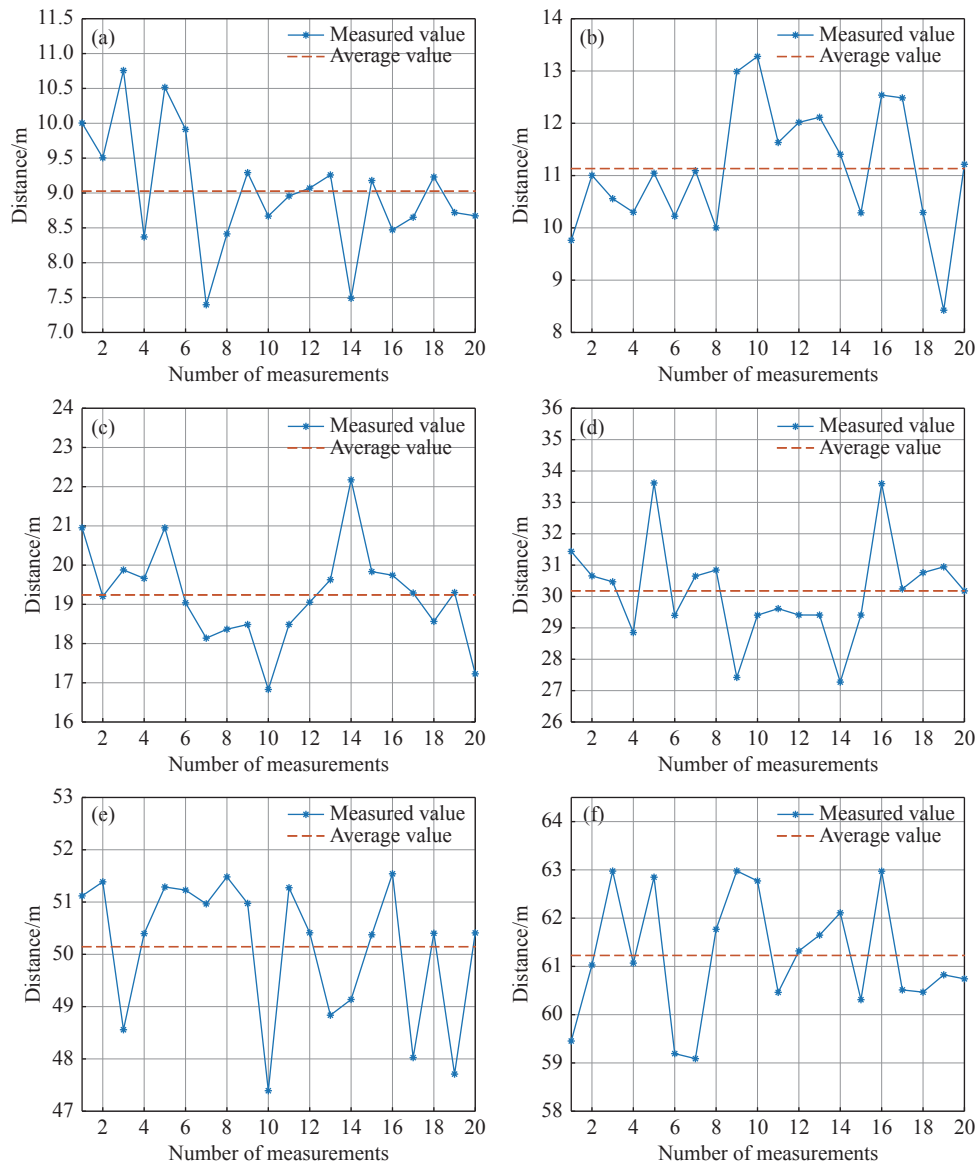 (a)
Measured value
Average value
11.5
11.0
10.5
10.0
9.5
9.0
8.5
8.0
7.5
7.0
Distance/m
2 4 6 8 10 12 14 16 18 20
Number of measurements
(b)
Measured value
Average value
14
13
12
11
10
9
8
Distance/m
2 4 6 8 10 12 14 16 18 20
Number of measurements
(c)
Measured value
Average value
24
23
22
21
20
19
18
17
16
Distance/m
2 4 6 8 10 12 14 16 18 20
Number of measurements
(d)
Measured value
Average value
36
35
34
33
32
31
30
29
28
27
26
Distance/m
2 4 6 8 10 12 14 16 18 20
Number of measurements
(e)
Measured value
Average value
53
52
51
50
49
48
47
Distance/m
2 4 6 8 10 12 14 16 18 20
Number of measurements
(f)
Measured value
Average value
64
63
62
61
60
59
58
Distance/m
2 4 6 8 10 12 14 16 18 20
Number of measurements